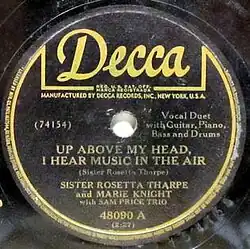 Decca
REG. U.S. PAT. OFF.
MARCA REGISTRADA
MANUFACTURED BY DECCA RECORDS, INC., NEW YORK, U.S.A.
(74154)
Vocal Duet
with Guitar, Piano,
Bass and Drums
UP ABOVE MY HEAD,
I HEAR MUSIC IN THE AIR
(Sister Rosetta Tharpe)
SISTER ROSETTA THARPE
and MARIE KNIGHT
with SAM PRICE TRIO
48090 A
(2:27)